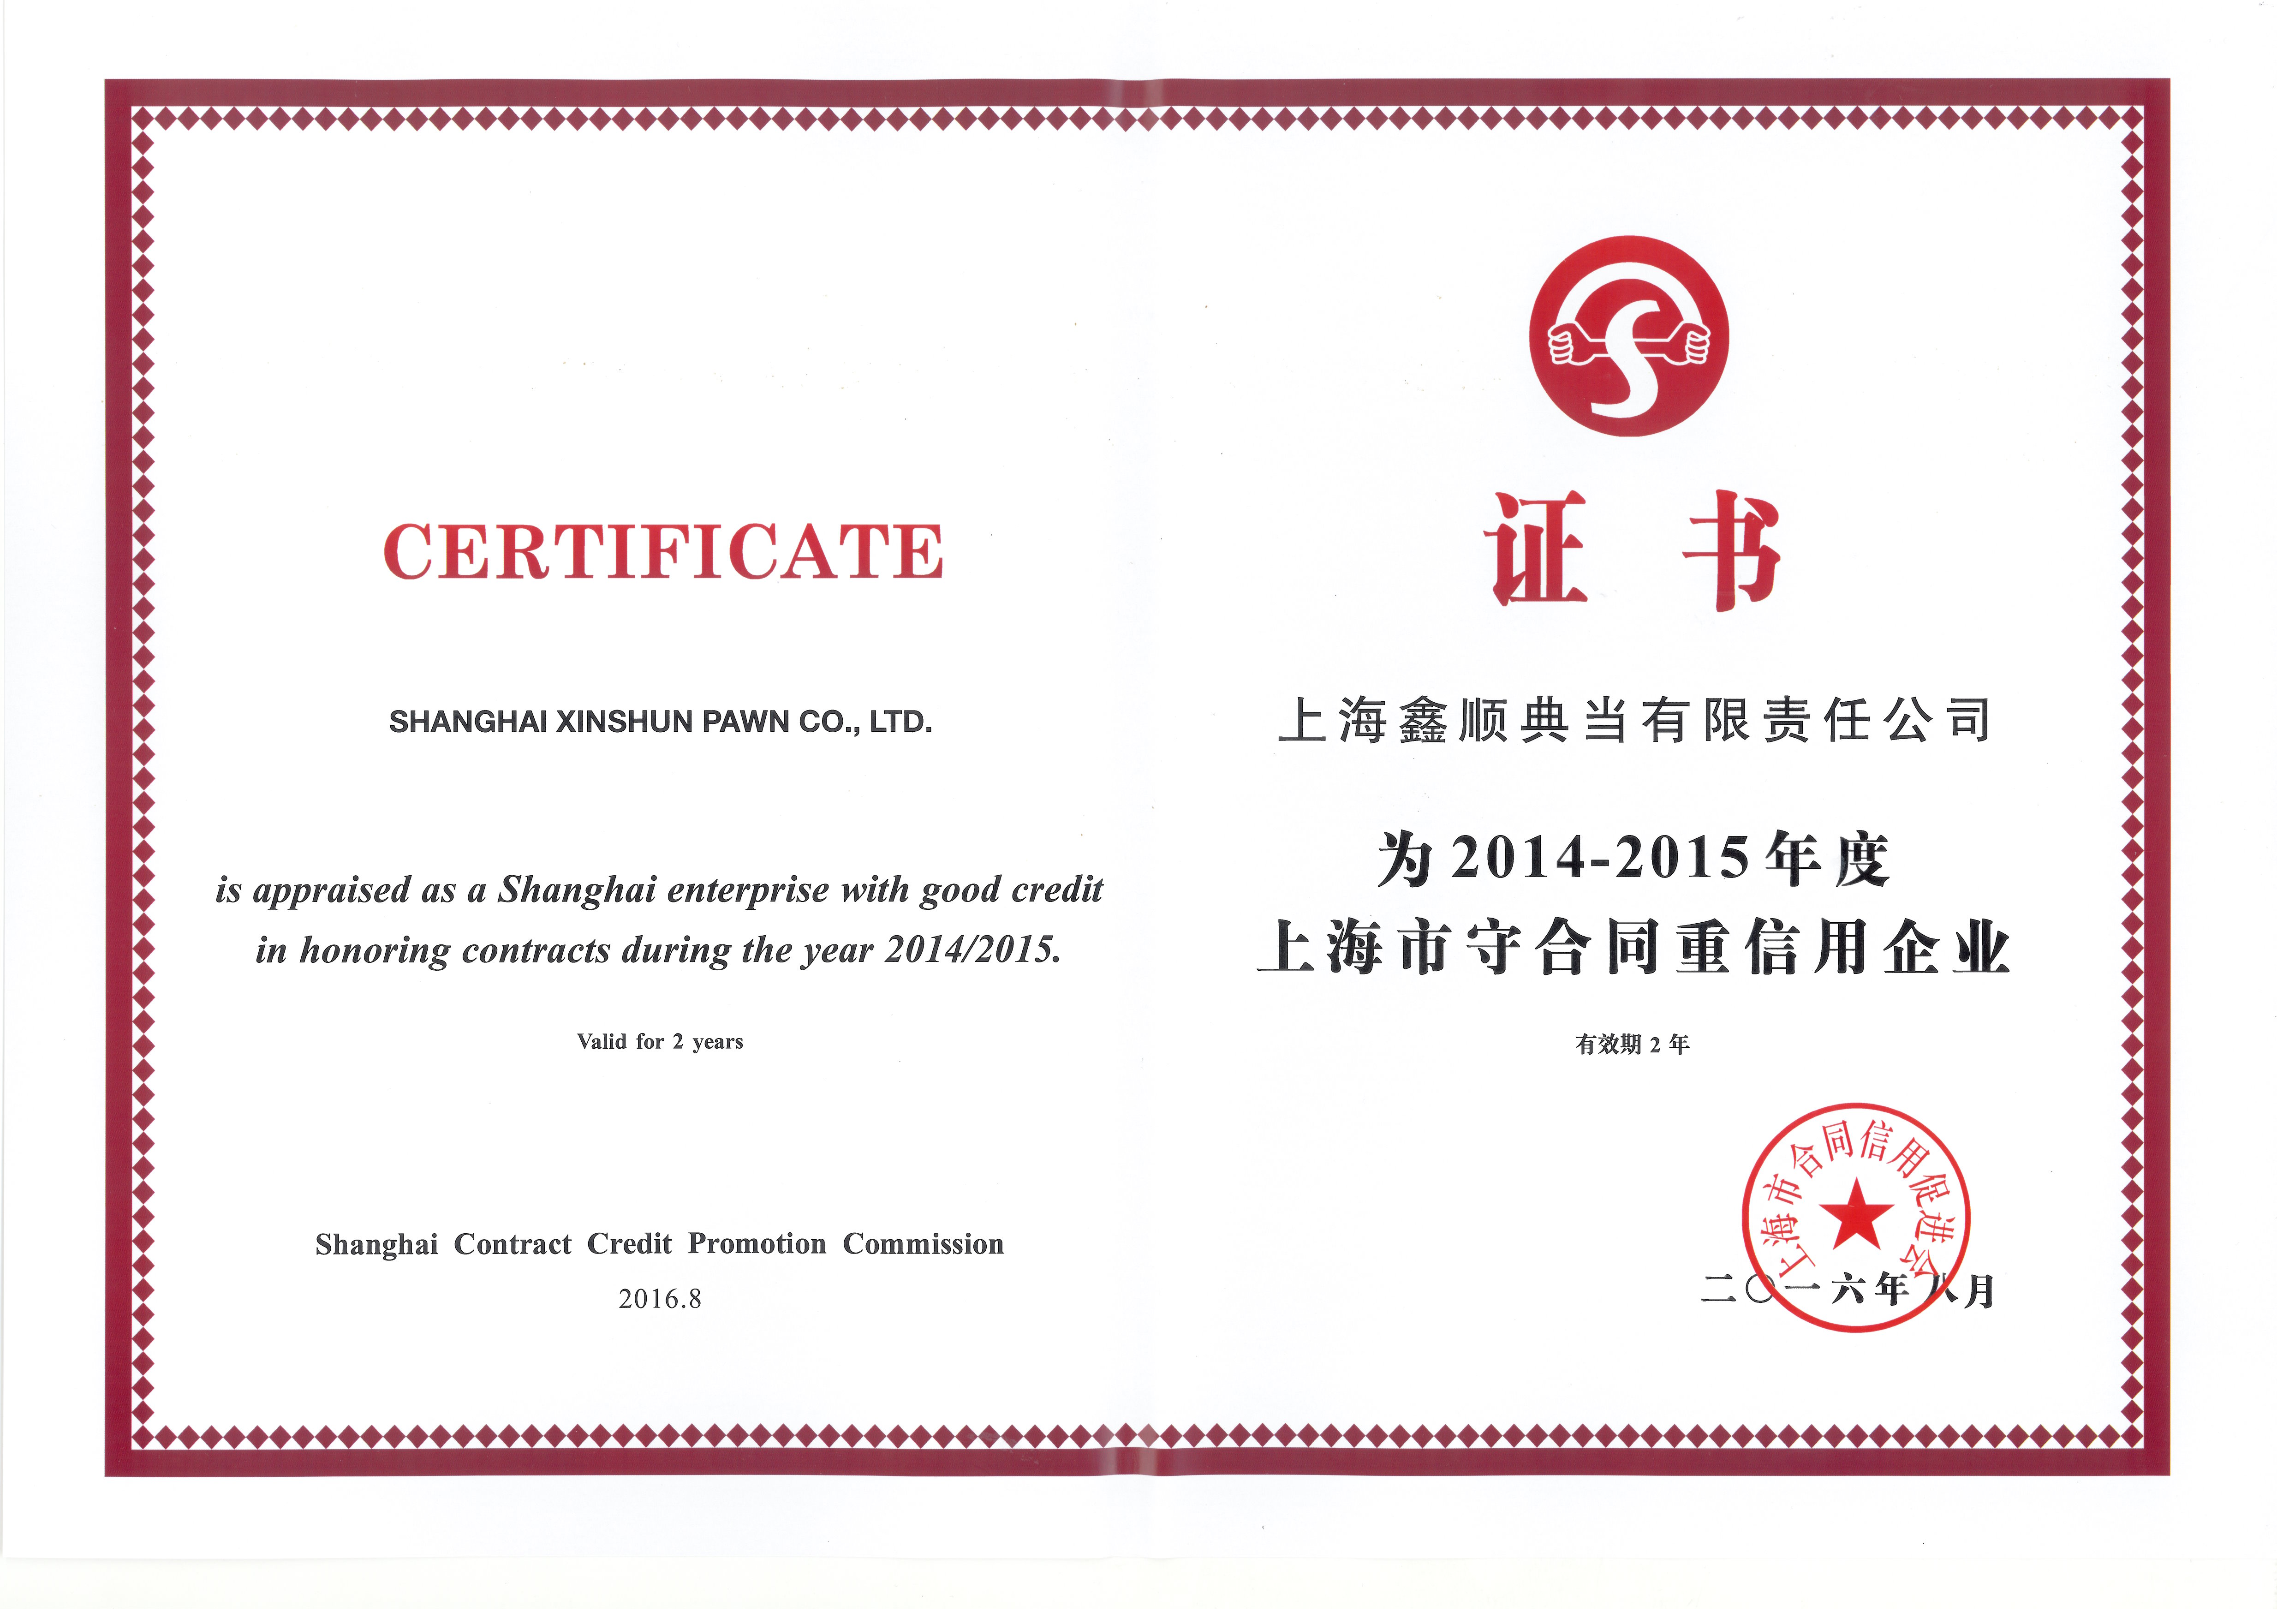 CERTIFICATE
SHANGHAI XINSHUN PAWN CO., LTD.
is appraised as a Shanghai enterprise with good credit
in honoring contracts during the year 2014/2015.
Valid for 2 years
Shanghai Contract Credit Promotion Commission
2016.8
S
证 书
上海鑫顺典当有限责任公司
为2014-2015年度
上海市守合同重信用企业
有效期 2 年
上海市合同信用促进会
二〇一六年八月